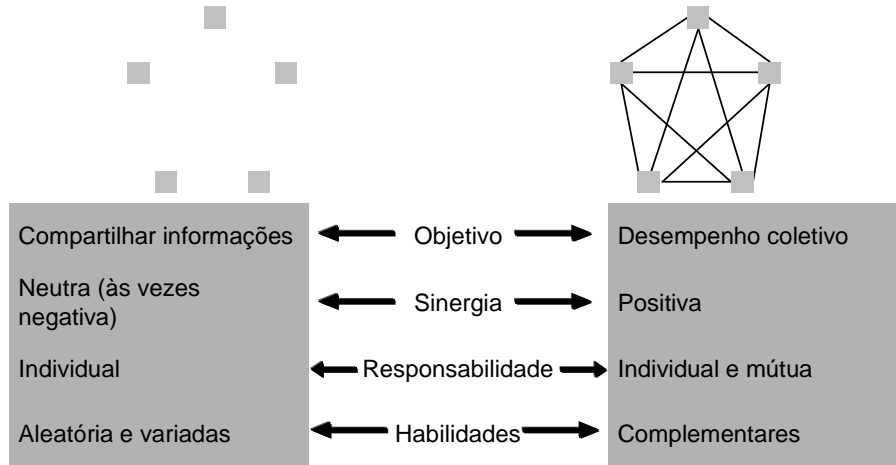 Compartilhar informações Objetivo Desempenho coletivo
Neutra (às vezes
negativa) Sinergia Positiva
Individual Responsabilidade Individual e mútua
Aleatória e variadas Habilidades Complementares